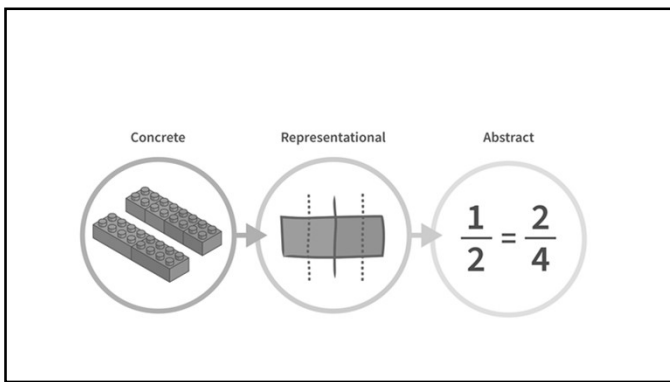 Concrete
Representational
Abstract
1/2 = 2/4